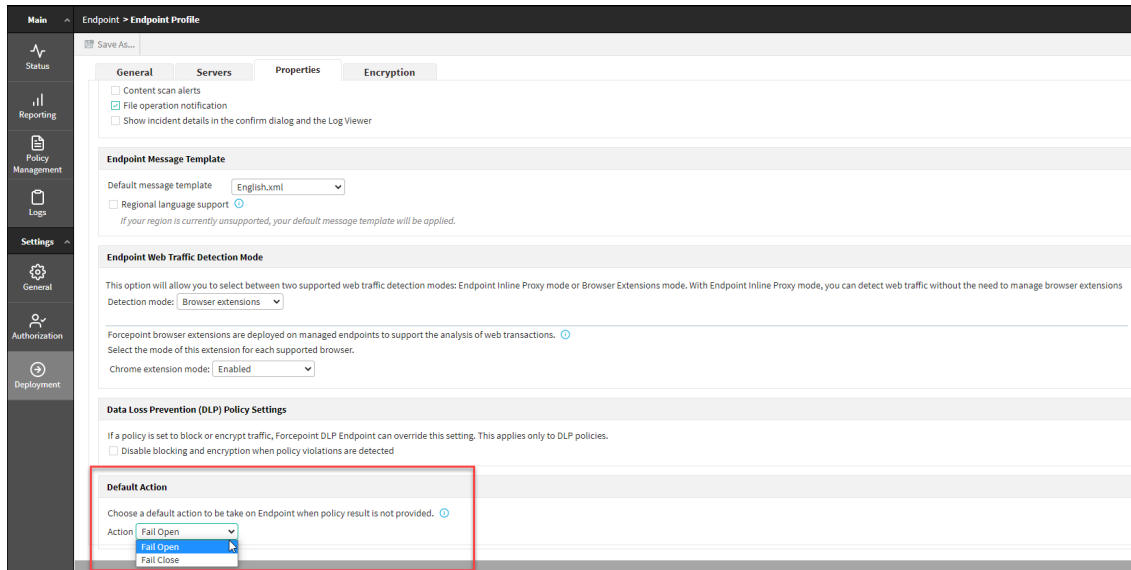 Main
Endpoint > Endpoint Profile
Save As...
Status
General
Servers
Properties
Encryption
Content scan alerts
File operation notification
Show incident details in the confirm dialog and the Log Viewer
Reporting
Policy
Management
Endpoint Message Template
Default message template
English.xml
Regional language support
If your region is currently unsupported, your default message template will be applied.
Logs
Settings
Endpoint Web Traffic Detection Mode
General
This option will allow you to select between two supported web traffic detection modes: Endpoint Inline Proxy mode or Browser Extensions mode. With Endpoint Inline Proxy mode, you can detect web traffic without the need to manage browser extensions
Detection mode: Browser extensions
Authorization
Forcepoint browser extensions are deployed on managed endpoints to support the analysis of web transactions.
Select the mode of this extension for each supported browser.
Chrome extension mode: Enabled
Deployment
Data Loss Prevention (DLP) Policy Settings
If a policy is set to block or encrypt traffic, Forcepoint DLP Endpoint can override this setting. This applies only to DLP policies.
Disable blocking and encryption when policy violations are detected
Default Action
Choose a default action to be take on Endpoint when policy result is not provided.
Action Fail Open
Fail Open
Fail Close